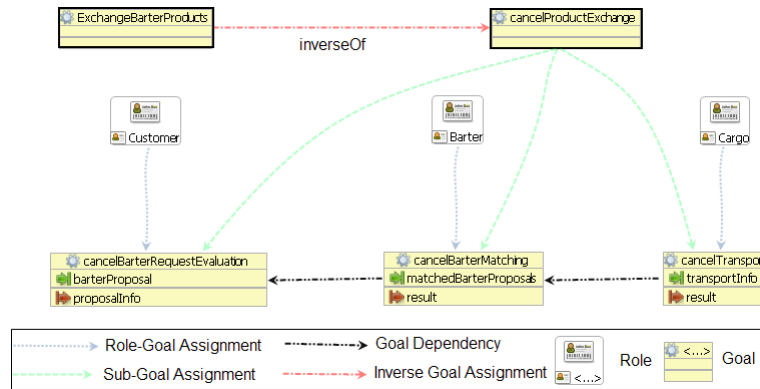 ExchangeBarterProducts
cancelProductExchange
inverseOf
Customer
Barter
Cargo
cancelBarterRequestEvaluation
barterProposal
proposalInfo
cancelBarterMatching
matchedBarterProposals
result
cancelTranspor
transportInfo
result
Role-Goal Assignment
Goal Dependency
Role
<...> Goal
Sub-Goal Assignment
Inverse Goal Assignment
<...>